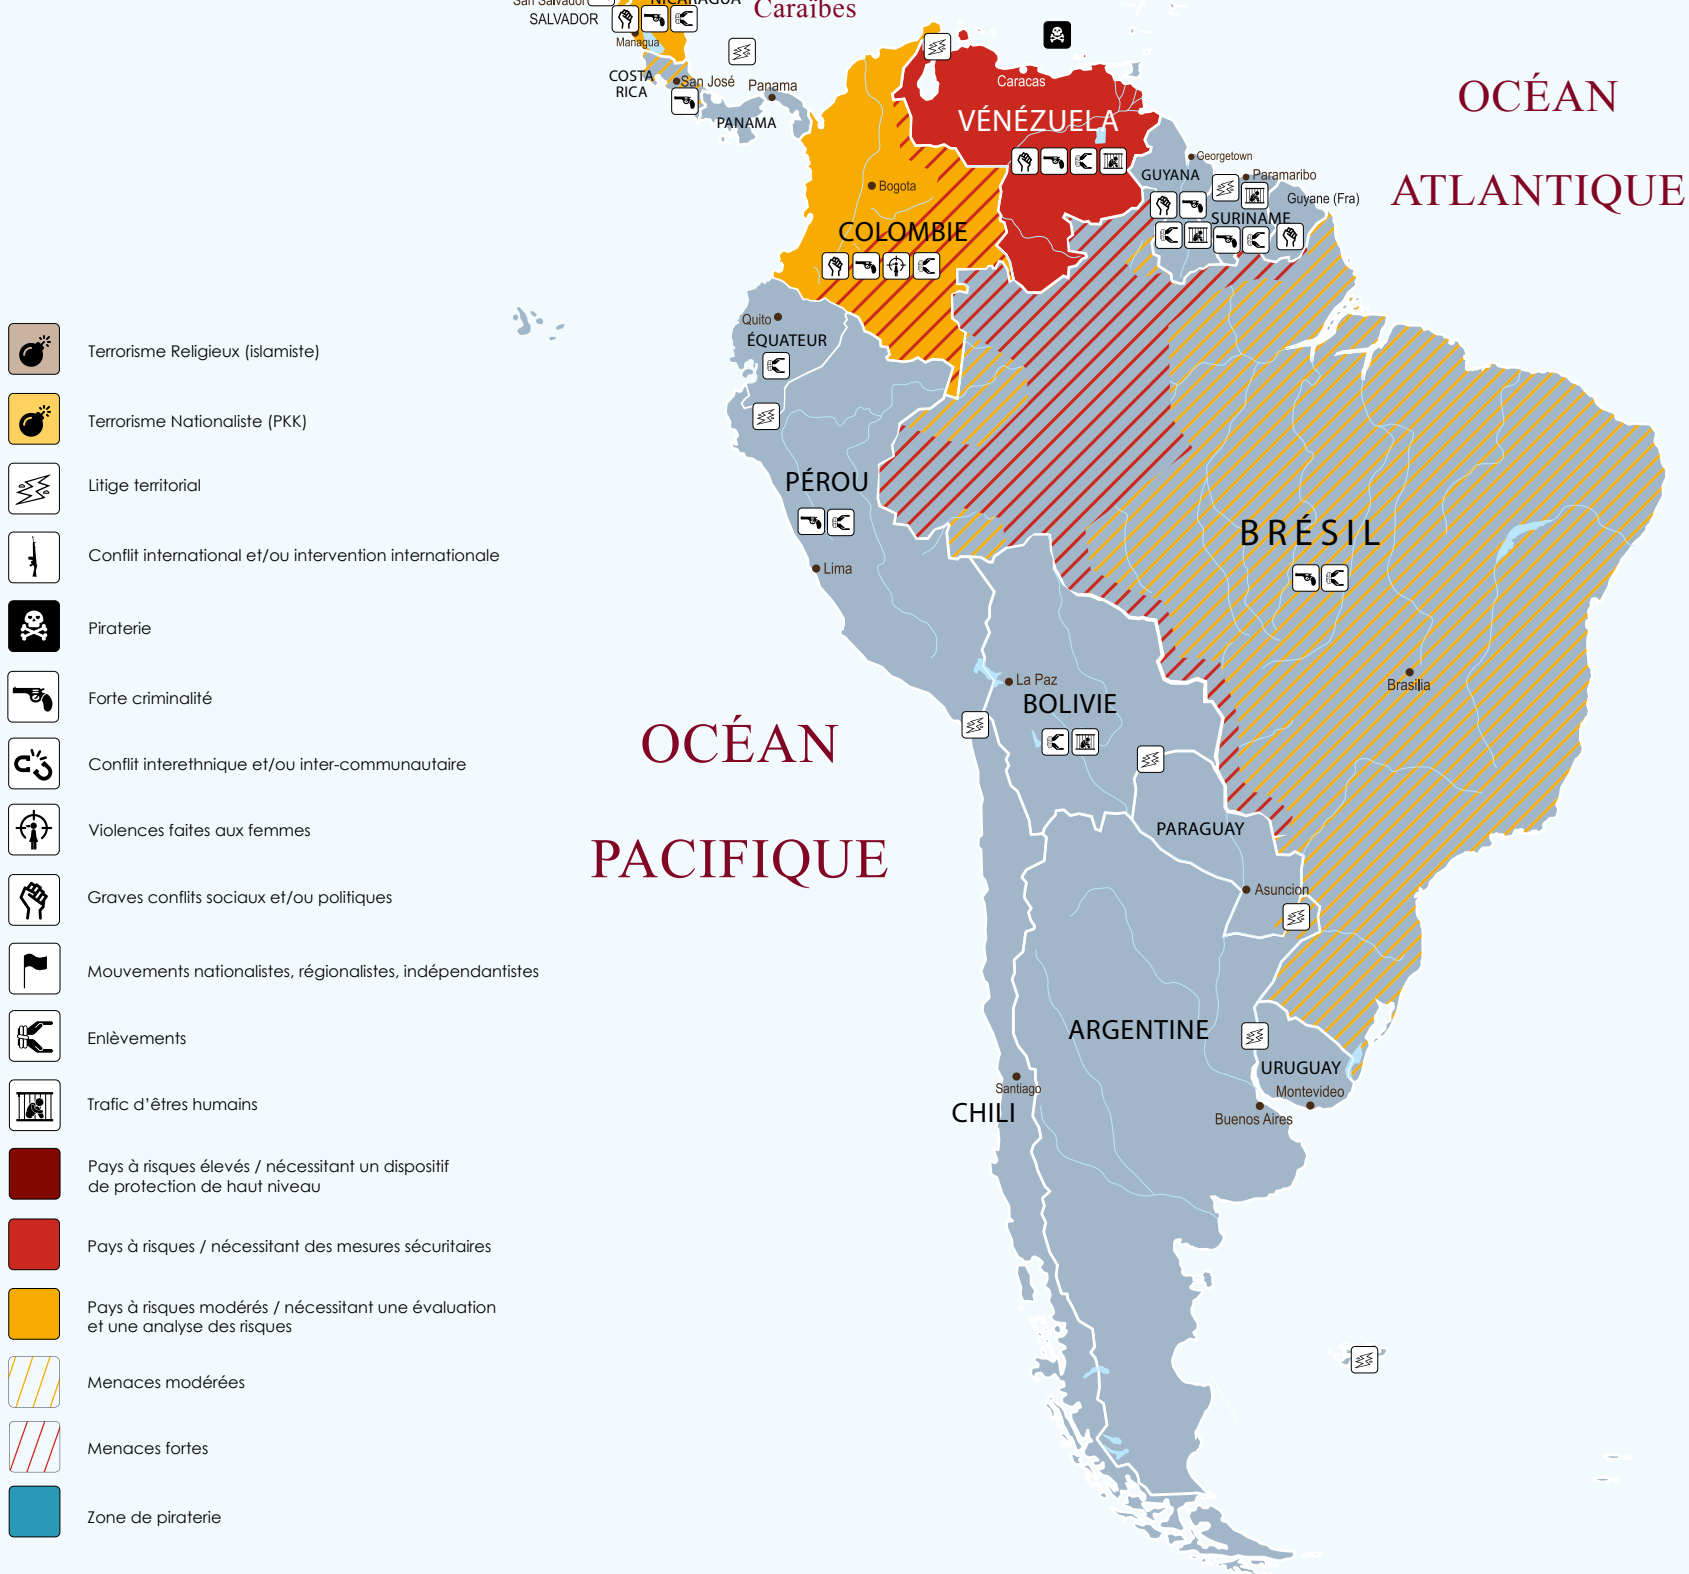 San Salvador
NICARAGUA
Caraïbes
SALVADOR
Managua
COSTA
RICA
San José
Panama
PANAMA
Caracas
VÉNÉZUELA
OCÉAN
ATLANTIQUE
Georgetown
GUYANA
Paramaribo
Guyane (Fra)
SURINAME
Bogota
COLOMBIE
Quito
ÉQUATEUR
PÉROU
Lima
BRÉSIL
Brasilia
La Paz
BOLIVIE
OCÉAN
PACIFIQUE
PARAGUAY
Asuncion
ARGENTINE
URUGUAY
Montevideo
Buenos Aires
Santiago
CHILI
Terrorisme Religieux (islamiste)
Terrorisme Nationaliste (PKK)
Litige territorial
Conflit international et/ou intervention internationale
Piraterie
Forte criminalité
Conflit interethnique et/ou inter-communautaire
Violences faites aux femmes
Graves conflits sociaux et/ou politiques
Mouvements nationalistes, régionalistes, indépendantistes
Enlèvements
Trafic d'êtres humains
Pays à risques élevés / nécessitant un dispositif
de protection de haut niveau
Pays à risques / nécessitant des mesures sécuritaires
Pays à risques modérés / nécessitant une évaluation
et une analyse des risques
Menaces modérées
Menaces fortes
Zone de piraterie